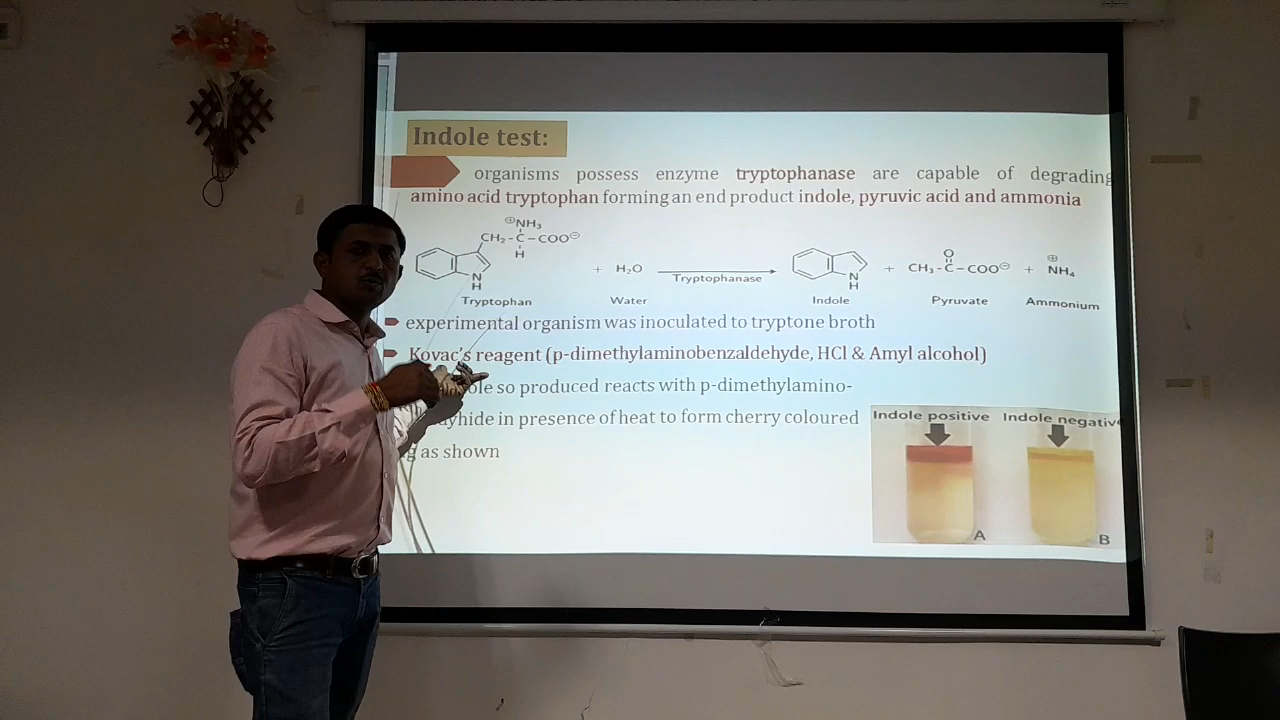 Indole test:
organisms possess enzyme tryptophanase are capable of degrading
amino acid tryptophan forming an end product indole, pyruvic acid and ammonia
⊕NH₃
CH₂-C-COO⊖
H
N
H
+ H₂O
Tryptophanase
N
H
+ CH₃-C-COO⊖ + NH₄
O
⊕
Tryptophan Water Indole Pyruvate Ammonium
experimental organism was inoculated to tryptone broth
Kovac's reagent (p-dimethylaminobenzaldehyde, HCl & Amyl alcohol)
so produced reacts with p-dimethylamino-
in presence of heat to form cherry coloured
as shown
Indole positive Indole negative
A B